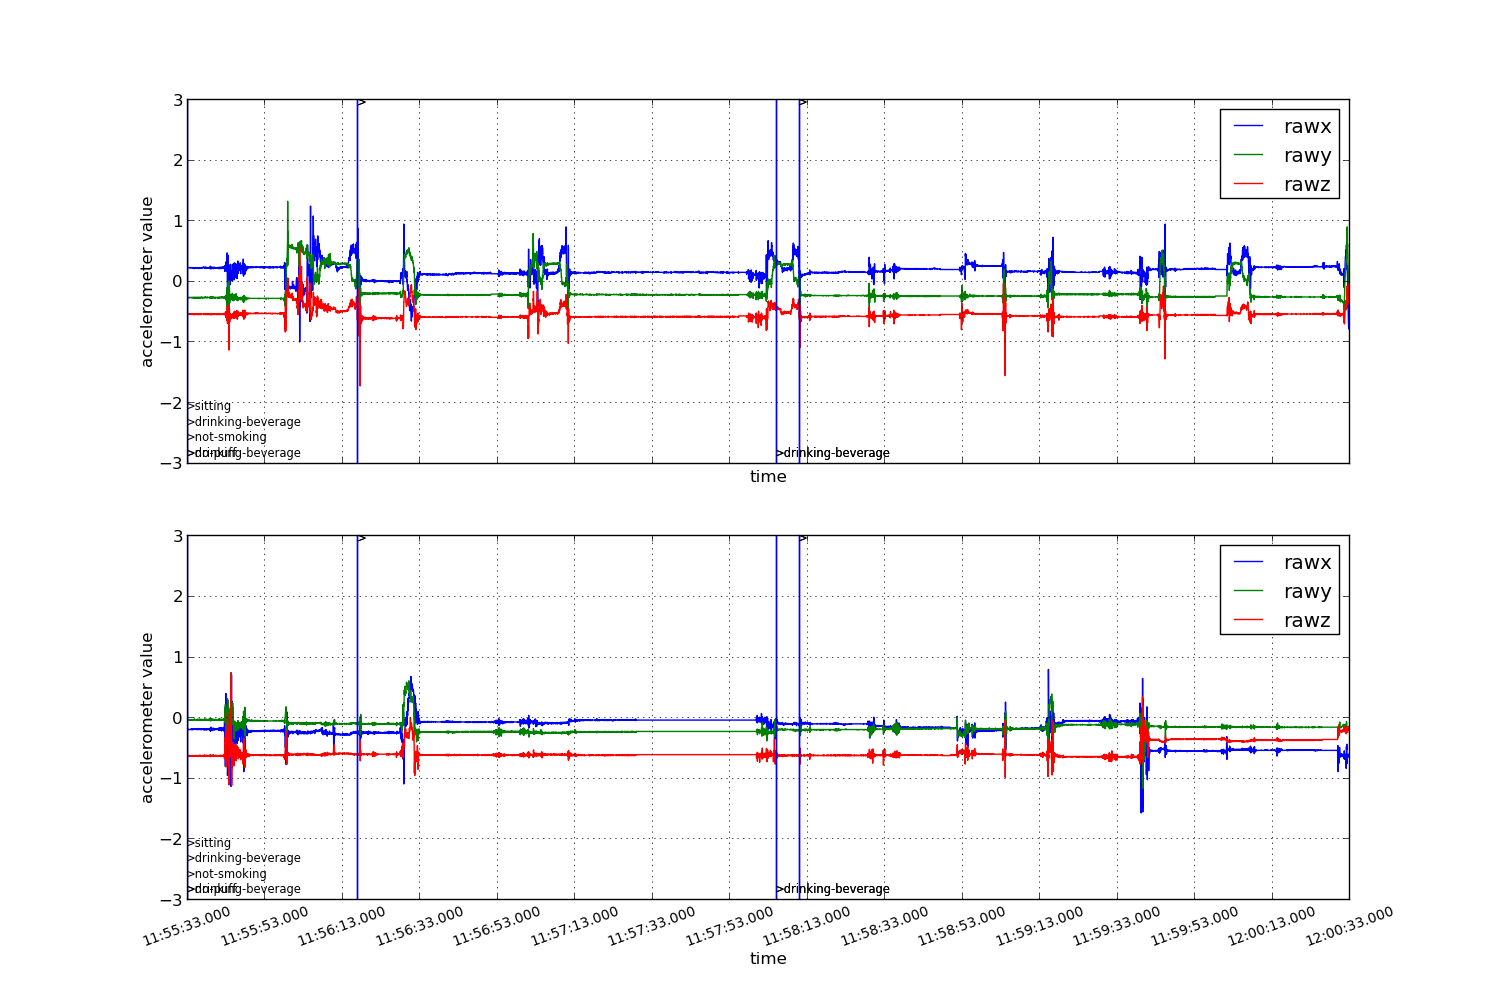 3
2
1
0
−1
−2
−3
accelerometer value
>
>
rawx
rawy
rawz
>sitting
>drinking-beverage
>not-smoking
>drinking-beverage
>drinking-beverage
time
3
2
1
0
−1
−2
−3
accelerometer value
>
>
rawx
rawy
rawz
>sitting
>drinking-beverage
>not-smoking
>drinking-beverage
>drinking-beverage
11:55:33.000
11:55:53.000
11:56:13.000
11:56:33.000
11:56:53.000
11:57:13.000
11:57:33.000
11:57:53.000
11:58:13.000
11:58:33.000
11:58:53.000
11:59:13.000
11:59:33.000
11:59:53.000
12:00:13.000
12:00:33.000
time